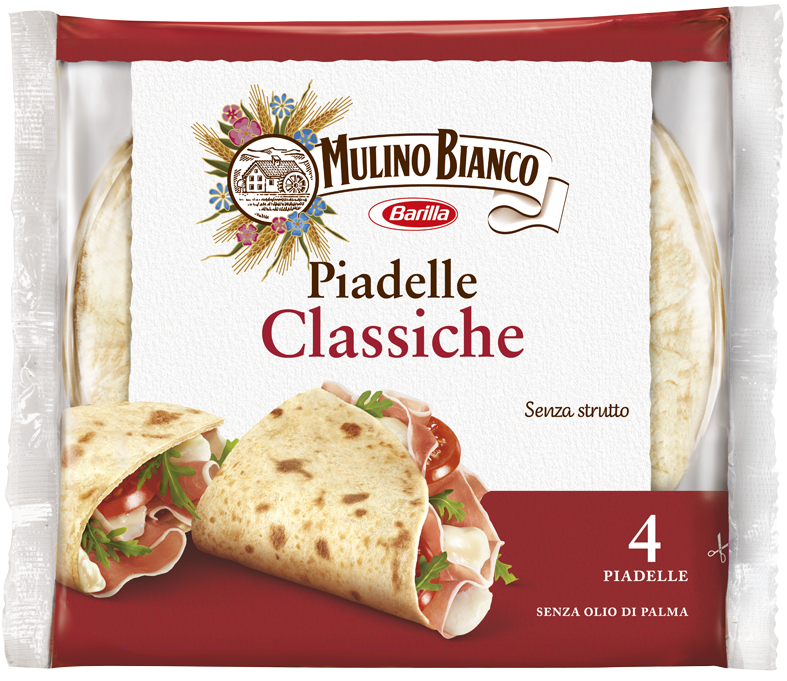 MULINO BIANCO
Barilla
Piadelle
Classiche
Senza strutto
4
PIADELLE
SENZA OLIO DI PALMA